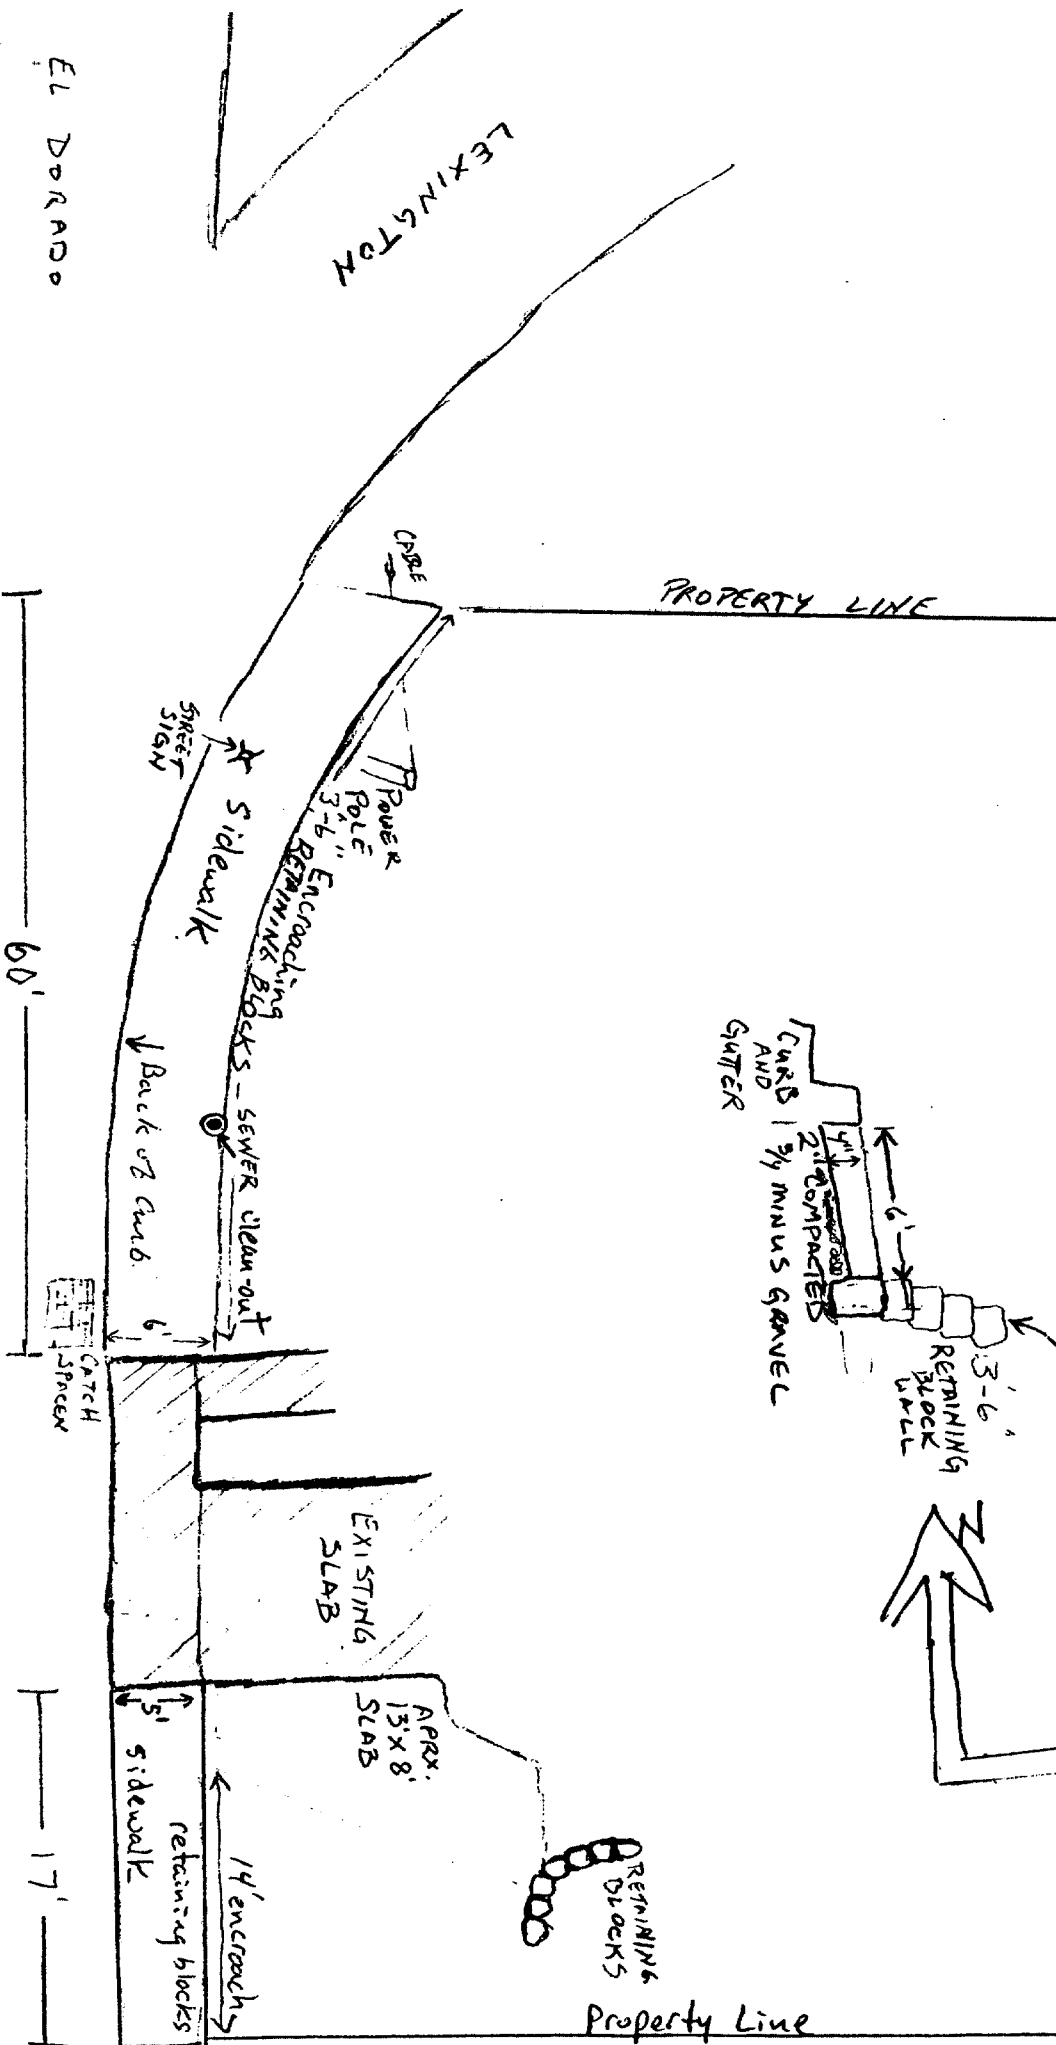 EL DORADO
LEXINGTON
CABLE
PROPERTY LINE
STREET
SIGN
Sidewalk
POWER
POLE
3'-6" Encroaching
RETAINING BLOCKS - SEWER clean-out
Back of Curb
60'
6'
CATCH
CURB
AND
GUTTER
4"
6'
2" COMPACTED
1 3/4 MINUS GRAVEL
3'-6"
RETAINING
BLOCK
WALL
N
EXISTING
SLAB
APRX.
13'x8'
SLAB
5'
sidewalk
retaining blocks
14' encroach
17'
RETAINING
BLOCKS
Property Line